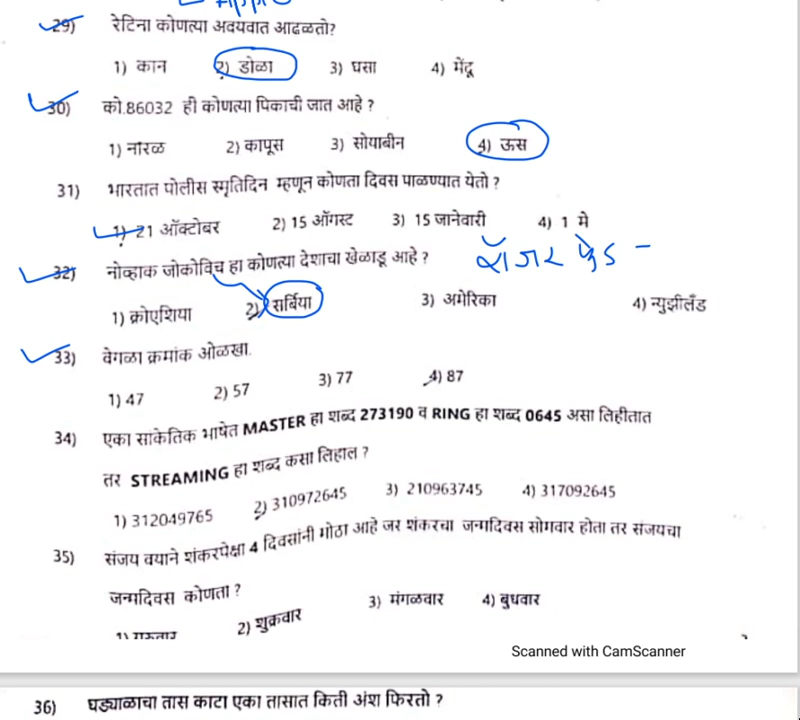 29) रेटिना कोणत्या अवयवात आढळतो?
1) कान 2) डोळा 3) घसा 4) मेंदू
30) को.86032 ही कोणत्या पिकाची जात आहे ?
1) नारळ 2) कापूस 3) सोयाबीन 4) ऊस
31) भारतात पोलीस स्मृतिदिन म्हणून कोणता दिवस पाळण्यात येतो ?
1) 21 ऑक्टोबर 2) 15 ऑगस्ट 3) 15 जानेवारी 4) 1 मे
32) नोव्हाक जोकोविच हा कोणत्या देशाचा खेळाडू आहे ? रॉजर फेड -
1) क्रोएशिया 2) सर्बिया 3) अमेरिका 4) न्युझीलँड
33) वेगळा क्रमांक ओळखा.
1) 47 2) 57 3) 77 4) 87
34) एका सांकेतिक भाषेत MASTER हा शब्द 273190 व RING हा शब्द 0645 असा लिहीतात
तर STREAMING हा शब्द कसा लिहाल ?
1) 312049765 2) 310972645 3) 210963745 4) 317092645
35) संजय वयाने शंकरपेक्षा 4 दिवसांनी मोठा आहे जर शंकरचा जन्मदिवस सोमवार होता तर संजयचा
जन्मदिवस कोणता ?
1) गुरुवार 2) शुक्रवार 3) मंगळवार 4) बुधवार
Scanned with CamScanner
36) घड्याळाचा तास काटा एका तासात किती अंश फिरतो ?